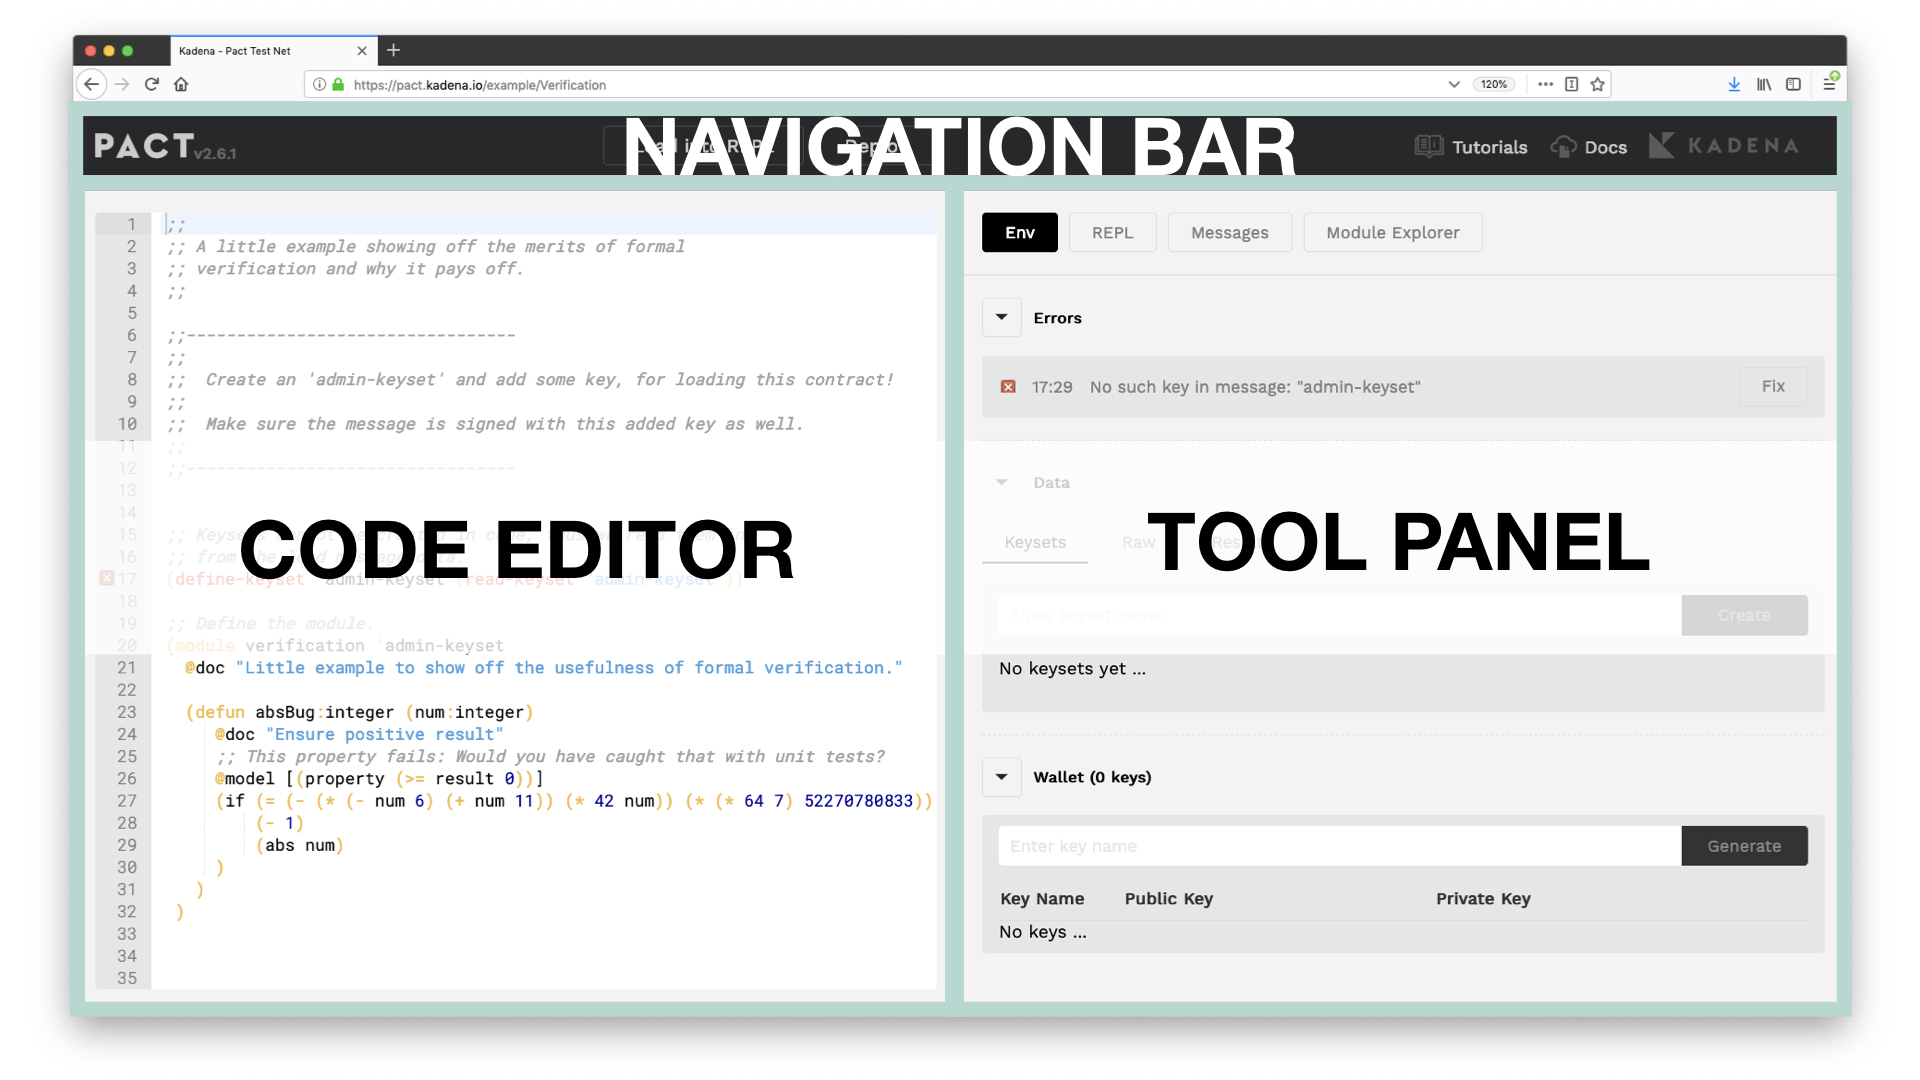 Kadena - Pact Test Net
https://pact.kadena.io/example/Verification
120%
PACT v2.6.1
NAVIGATION BAR
Tutorials
Docs
KADENA
1 ;;
2 ;; A little example showing off the merits of formal
3 ;; verification and why it pays off.
4 ;;
5
6 ;;---------------------------------
7 ;;
8 ;;  Create an 'admin-keyset' and add some key, for loading this contract!
9 ;;
10 ;;  Make sure the message is signed with this added key as well.
11 ;;
12 ;;---------------------------------
13
14
15 ;; Keysets
16 ;; from the
17 (define-keyset 'admin-keyset (read-keyset "admin-keyset"))
18
19 ;; Define the module.
20 (module verification 'admin-keyset
21 @doc "Little example to show off the usefulness of formal verification."
22
23 (defun absBug:integer (num:integer)
24 @doc "Ensure positive result"
25 ;; This property fails: Would you have caught that with unit tests?
26 @model [(property (>= result 0))]
27 (if (= (- (* (- num 6) (+ num 11)) (* 42 num)) (* (* 64 7) 52270780833))
28 (- 1)
29 (abs num)
30 )
31 )
32 )
33
34
35
CODE EDITOR
Env
REPL
Messages
Module Explorer
Errors
17:29 No such key in message: "admin-keyset"
Fix
Data
Keysets
Raw
TOOL PANEL
Enter keyset name
Create
No keysets yet ...
Wallet (0 keys)
Enter key name
Generate
Key Name Public Key Private Key
No keys ...